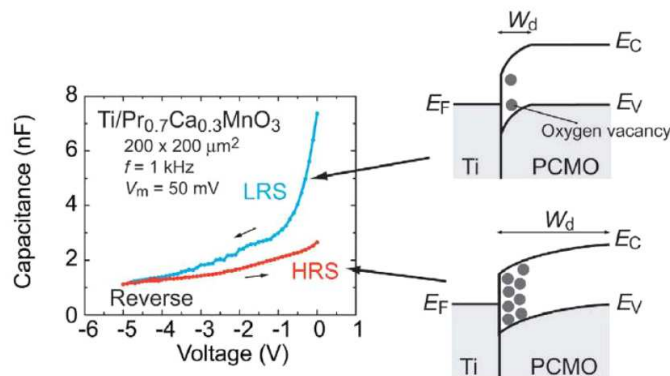 8
6
4
2
0
Capacitance (nF)
Ti/Pr0.7Ca0.3MnO3
200 x 200 μm2
f = 1 kHz
Vm = 50 mV
LRS
HRS
Reverse
-6 -5 -4 -3 -2 -1 0 1
Voltage (V)
Wd
EC
EF
EV
Oxygen vacancy
Ti PCMO
Wd
EC
EF
EV
Ti PCMO